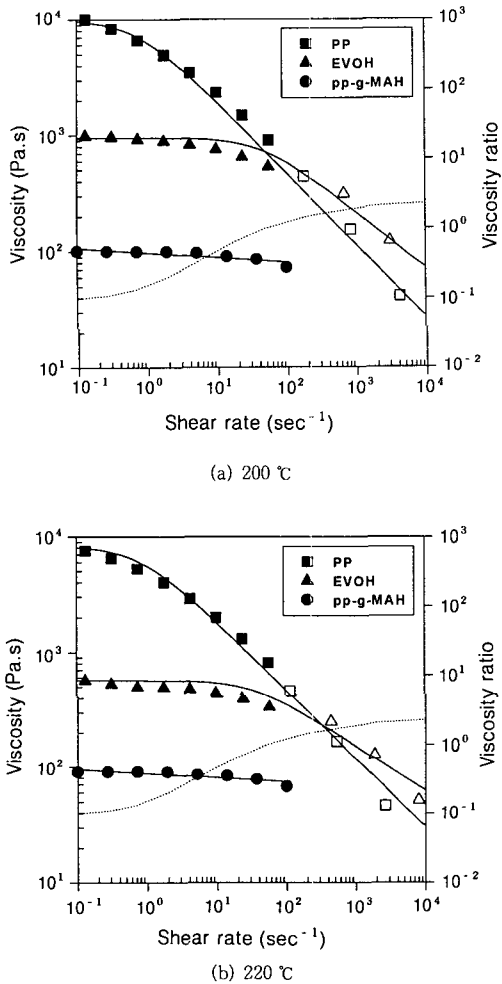 10⁴
10³
10²
10¹
Viscosity (Pa.s)
PP
EVOH
pp-g-MAH
10³
10²
10¹
10⁰
10⁻¹
10⁻²
Viscosity ratio
10⁻¹ 10⁰ 10¹ 10² 10³ 10⁴
Shear rate (sec⁻¹)
(a) 200 ℃
10⁴
10³
10²
10¹
Viscosity (Pa.s)
PP
EVOH
pp-g-MAH
10³
10²
10¹
10⁰
10⁻¹
10⁻²
Viscosity ratio
10⁻¹ 10⁰ 10¹ 10² 10³ 10⁴
Shear rate (sec⁻¹)
(b) 220 ℃